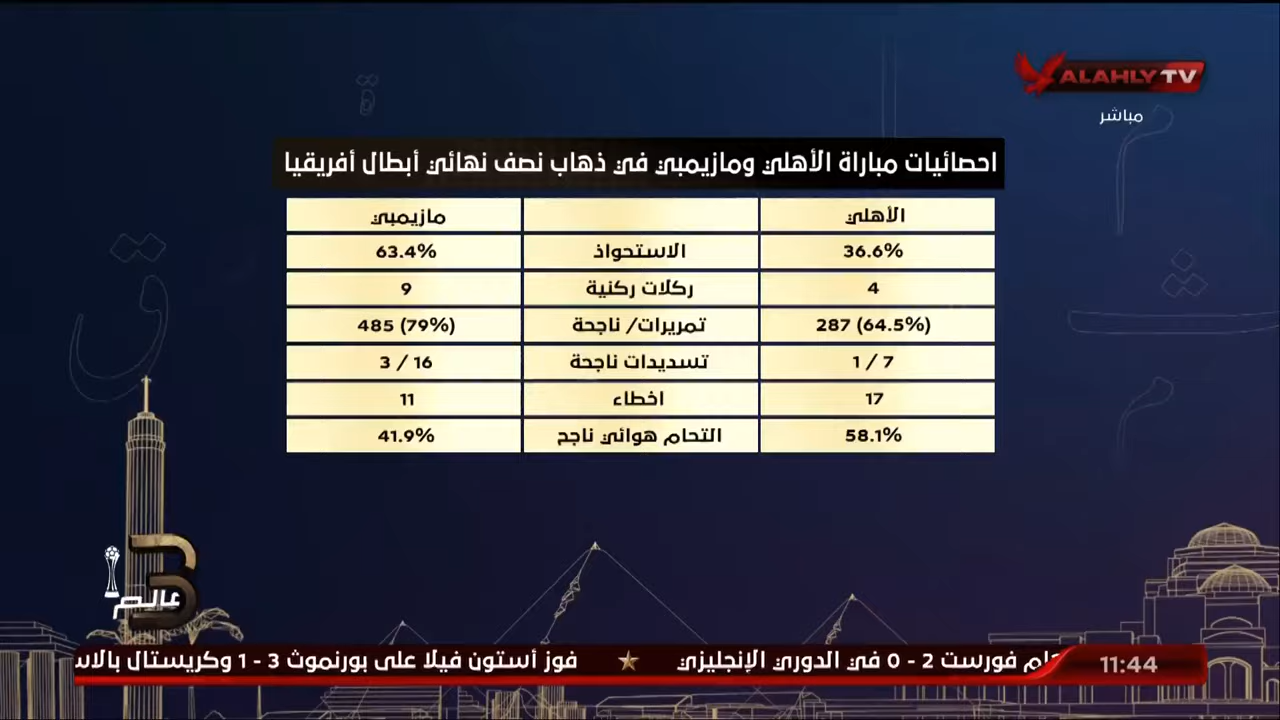 ALAHLY TV
مباشر
احصائيات مباراة الأهلي ومازيمبي في ذهاب نصف نهائي أبطال أفريقيا
الأهلي مازيمبي
36.6% الاستحواذ 63.4%
4 ركلات ركنية 9
287 (64.5%) تمريرات/ ناجحة 485 (79%)
1 / 7 تسديدات ناجحة 3 / 16
17 اخطاء 11
58.1% التحام هوائي ناجح 41.9%
3
عالم
11:44
فورست 2 - 0 في الدوري الإنجليزي ★ فوز أستون فيلا على بورنموث 3 - 1 وكريستال